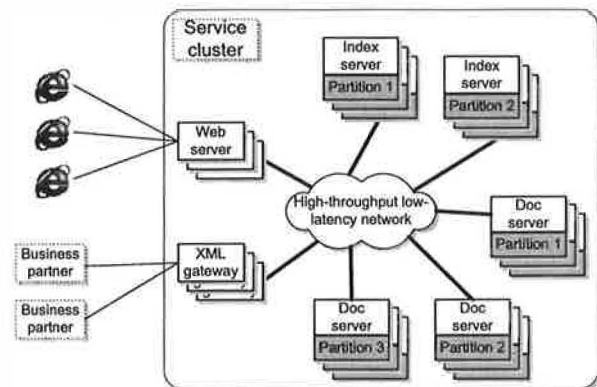 Service
cluster
Index
server
Partition 1
Index
server
Partition 2
Web
server
High-throughput low-
latency network
Doc
server
Partition 1
Business
partner
XML
gateway
Business
partner
Doc
server
Partition 3
Doc
server
Partition 2